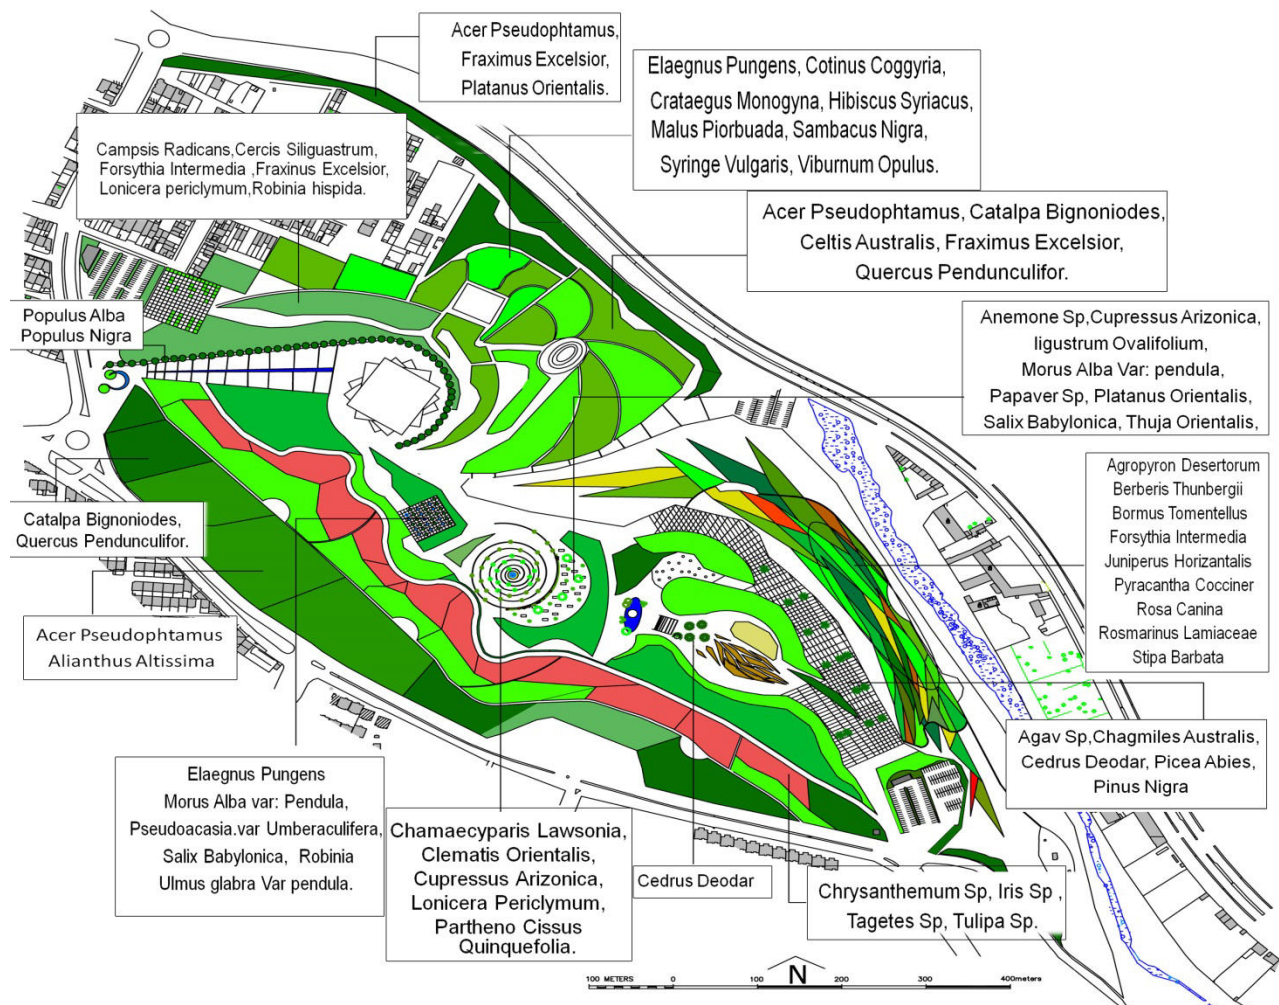 Acer Pseudophtamus,
Fraximus Excelsior,
Platanus Orientalis.
Elaegnus Pungens, Cotinus Coggyria,
Crataegus Monogyna, Hibiscus Syriacus,
Malus Piorbuada, Sambacus Nigra,
Syringe Vulgaris, Viburnum Opulus.
Campsis Radicans,Cercis Siliguastrum,
Forsythia Intermedia ,Fraxinus Excelsior,
Lonicera periclymum,Robinia hispida.
Acer Pseudophtamus, Catalpa Bignoniodes,
Celtis Australis, Fraximus Excelsior,
Quercus Pendunculifor.
Populus Alba
Populus Nigra
Anemone Sp,Cupressus Arizonica,
ligustrum Ovalifolium,
Morus Alba Var: pendula,
Papaver Sp, Platanus Orientalis,
Salix Babylonica, Thuja Orientalis,
Agropyron Desertorum
Berberis Thunbergii
Bormus Tomentellus
Forsythia Intermedia
Juniperus Horizantalis
Pyracantha Cocciner
Rosa Canina
Rosmarinus Lamiaceae
Stipa Barbata
Catalpa Bignoniodes,
Quercus Pendunculifor.
Acer Pseudophtamus
Alianthus Altissima
Agav Sp,Chagmiles Australis,
Cedrus Deodar, Picea Abies,
Pinus Nigra
Elaegnus Pungens
Morus Alba var: Pendula,
Pseudoacasia.var Umberaculifera,
Salix Babylonica, Robinia
Ulmus glabra Var pendula.
Chamaecyparis Lawsonia,
Clematis Orientalis,
Cupressus Arizonica,
Lonicera Periclymum,
Partheno Cissus
Quinquefolia.
Cedrus Deodar
Chrysanthemum Sp, Iris Sp ,
Tagetes Sp, Tulipa Sp.
N
100 METERS 0 100 200 300 400meters